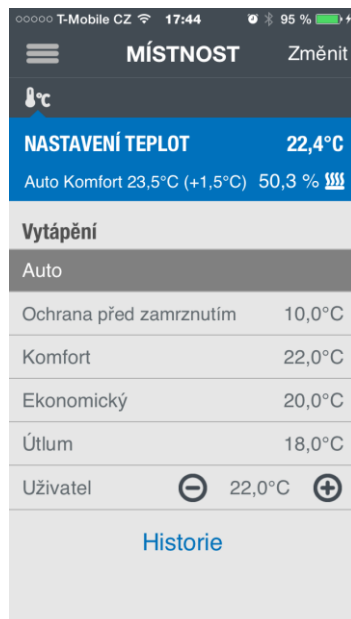 ooooo T-Mobile CZ 17:44 95 %
MÍSTNOST Změnit
°C
NASTAVENÍ TEPLOT 22,4°C
Auto Komfort 23,5°C (+1,5°C) 50,3 %
Vytápění
Auto
Ochrana před zamrznutím 10,0°C
Komfort 22,0°C
Ekonomický 20,0°C
Útlum 18,0°C
Uživatel 22,0°C
Historie